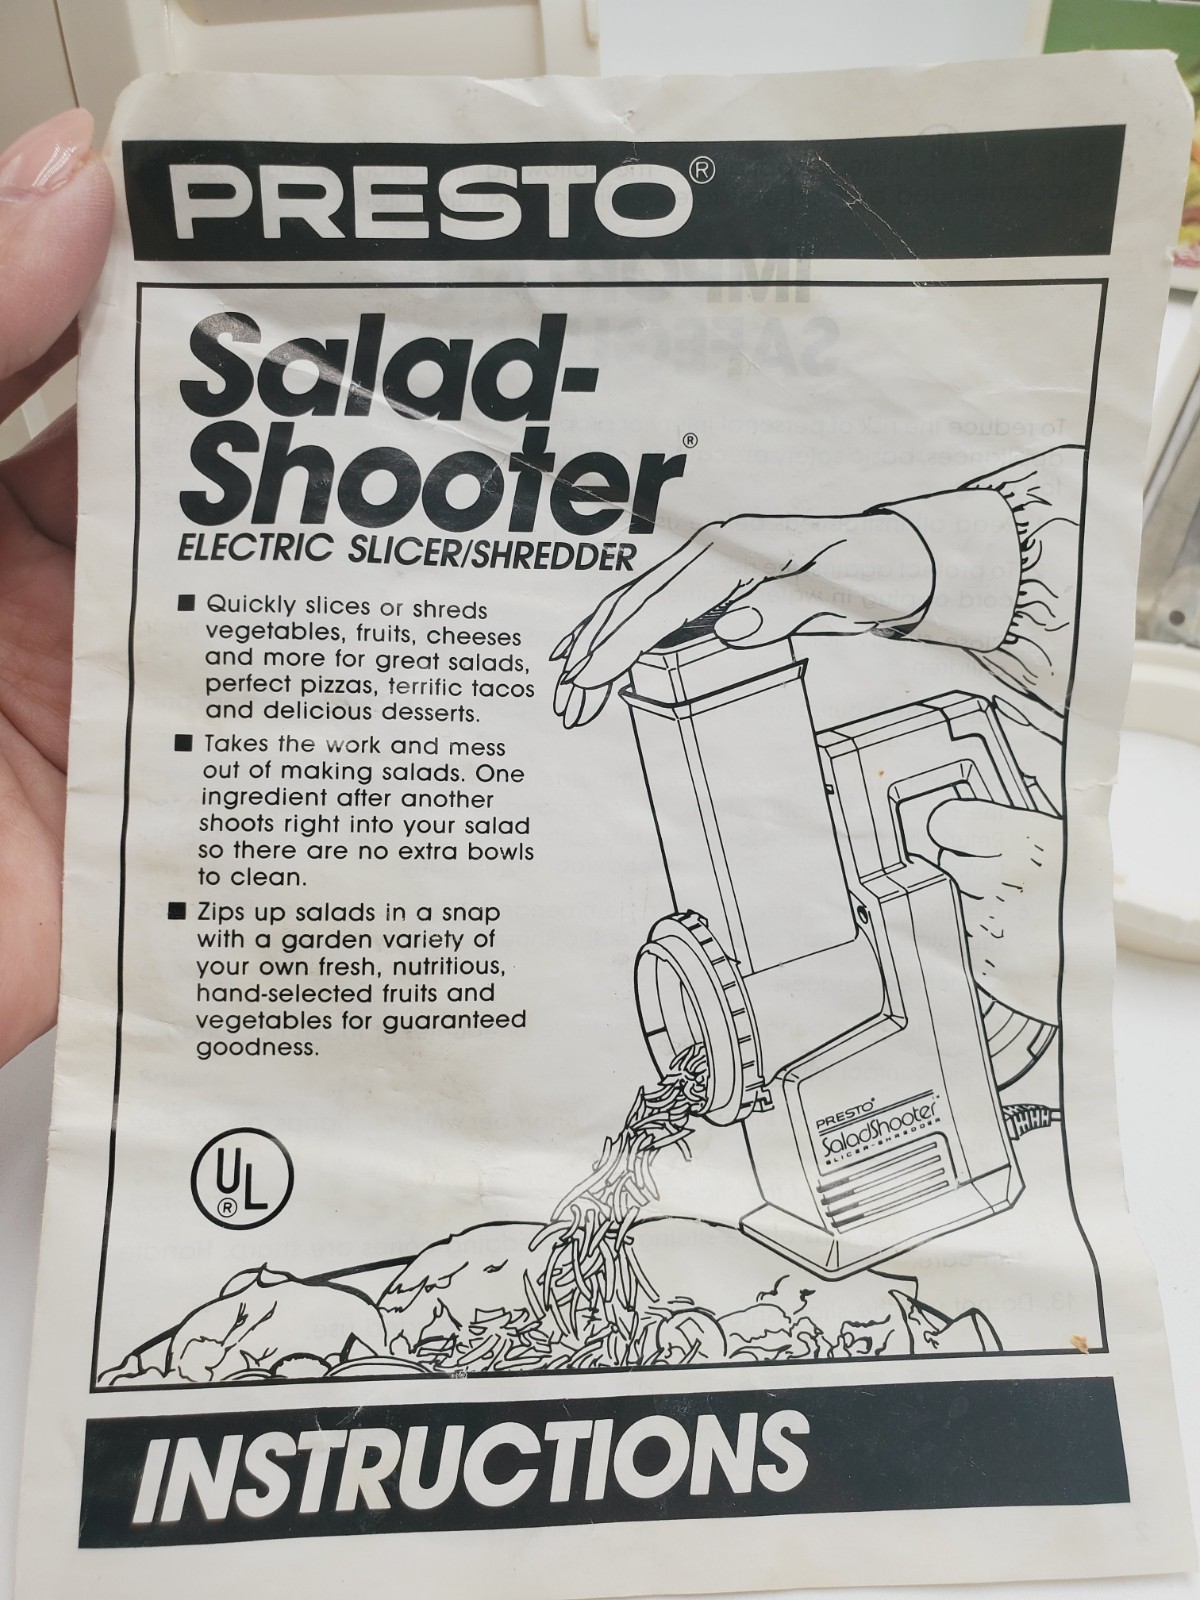 PRESTO®
Salad-
Shooter®
ELECTRIC SLICER/SHREDDER
■ Quickly slices or shreds
vegetables, fruits, cheeses
and more for great salads,
perfect pizzas, terrific tacos
and delicious desserts.
■ Takes the work and mess
out of making salads. One
ingredient after another
shoots right into your salad
so there are no extra bowls
to clean.
■ Zips up salads in a snap
with a garden variety of
your own fresh, nutritious,
hand-selected fruits and
vegetables for guaranteed
goodness.
UL®
PRESTO®
SaladShooter™
SLICER-SHREDDER
INSTRUCTIONS